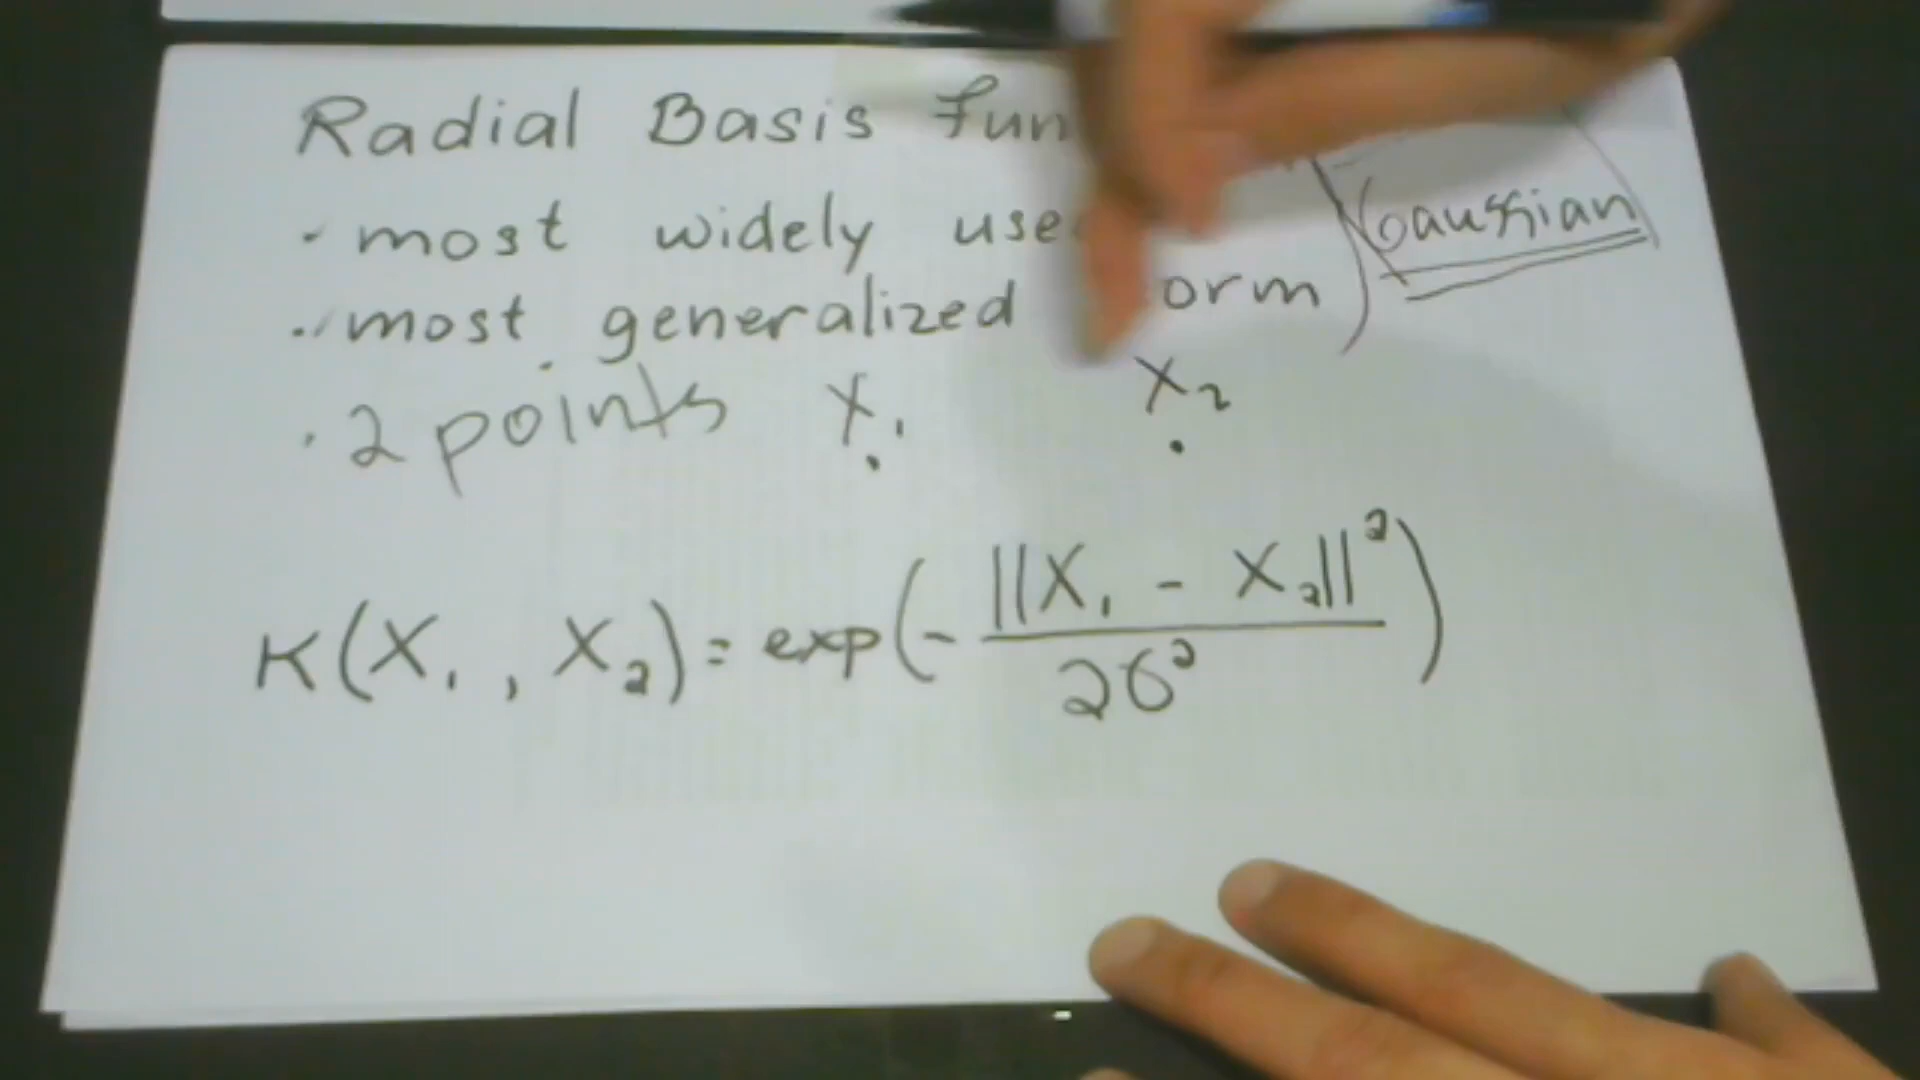 Radial Basis Fun
· most widely use
Gaussian
· most generalized orm
· 2 points X₁ X₂
K(X₁, X₂) = exp(- ||X₁ - X₂||² / 2σ²)